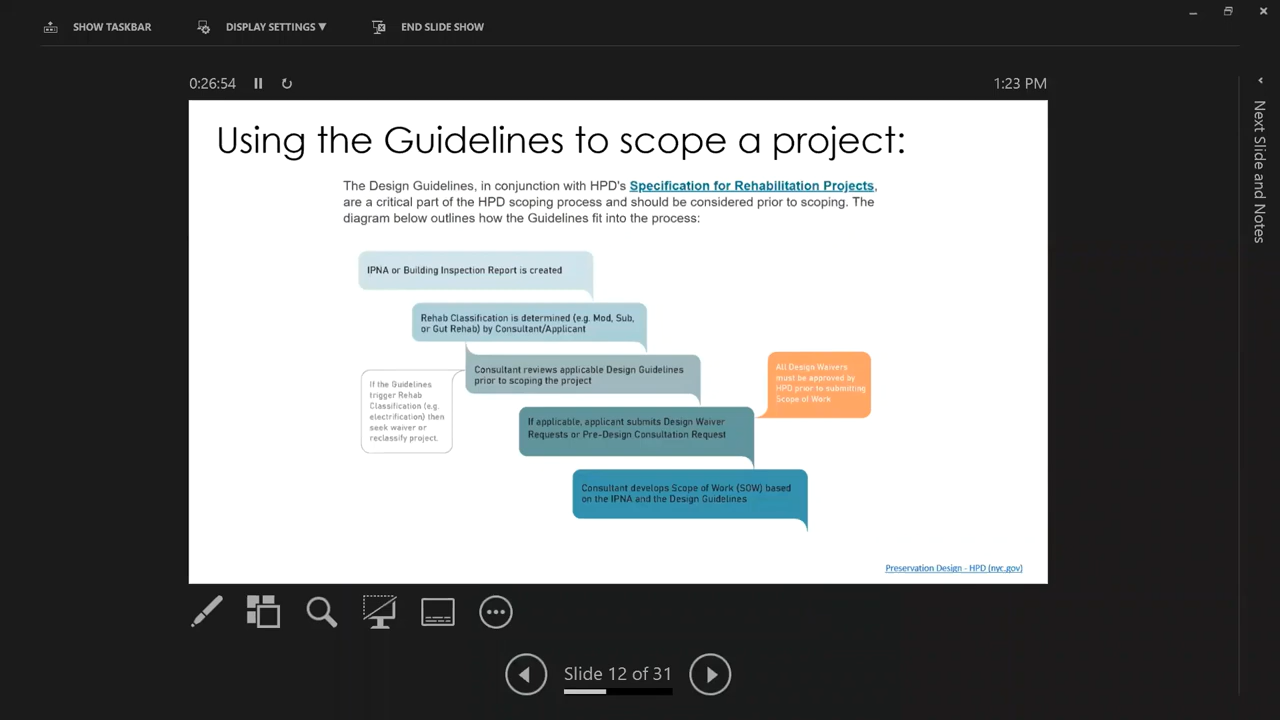 SHOW TASKBAR
DISPLAY SETTINGS ▼
END SLIDE SHOW
0:26:54
1:23 PM
Next Slide and Notes
Using the Guidelines to scope a project:
The Design Guidelines, in conjunction with HPD's Specification for Rehabilitation Projects,
are a critical part of the HPD scoping process and should be considered prior to scoping. The
diagram below outlines how the Guidelines fit into the process:
IPNA or Building Inspection Report is created
Rehab Classification is determined (e.g. Mod, Sub,
or Gut Rehab) by Consultant/Applicant
Consultant reviews applicable Design Guidelines
prior to scoping the project
If the Guidelines
trigger Rehab
Classification (e.g.
electrification) then
seek waiver or
reclassify project.
All Design Waivers
must be approved by
HPD prior to submitting
Scope of Work
If applicable, applicant submits Design Waiver
Requests or Pre-Design Consultation Request
Consultant develops Scope of Work (SOW) based
on the IPNA and the Design Guidelines
Preservation Design - HPD (nyc.gov)
Slide 12 of 31